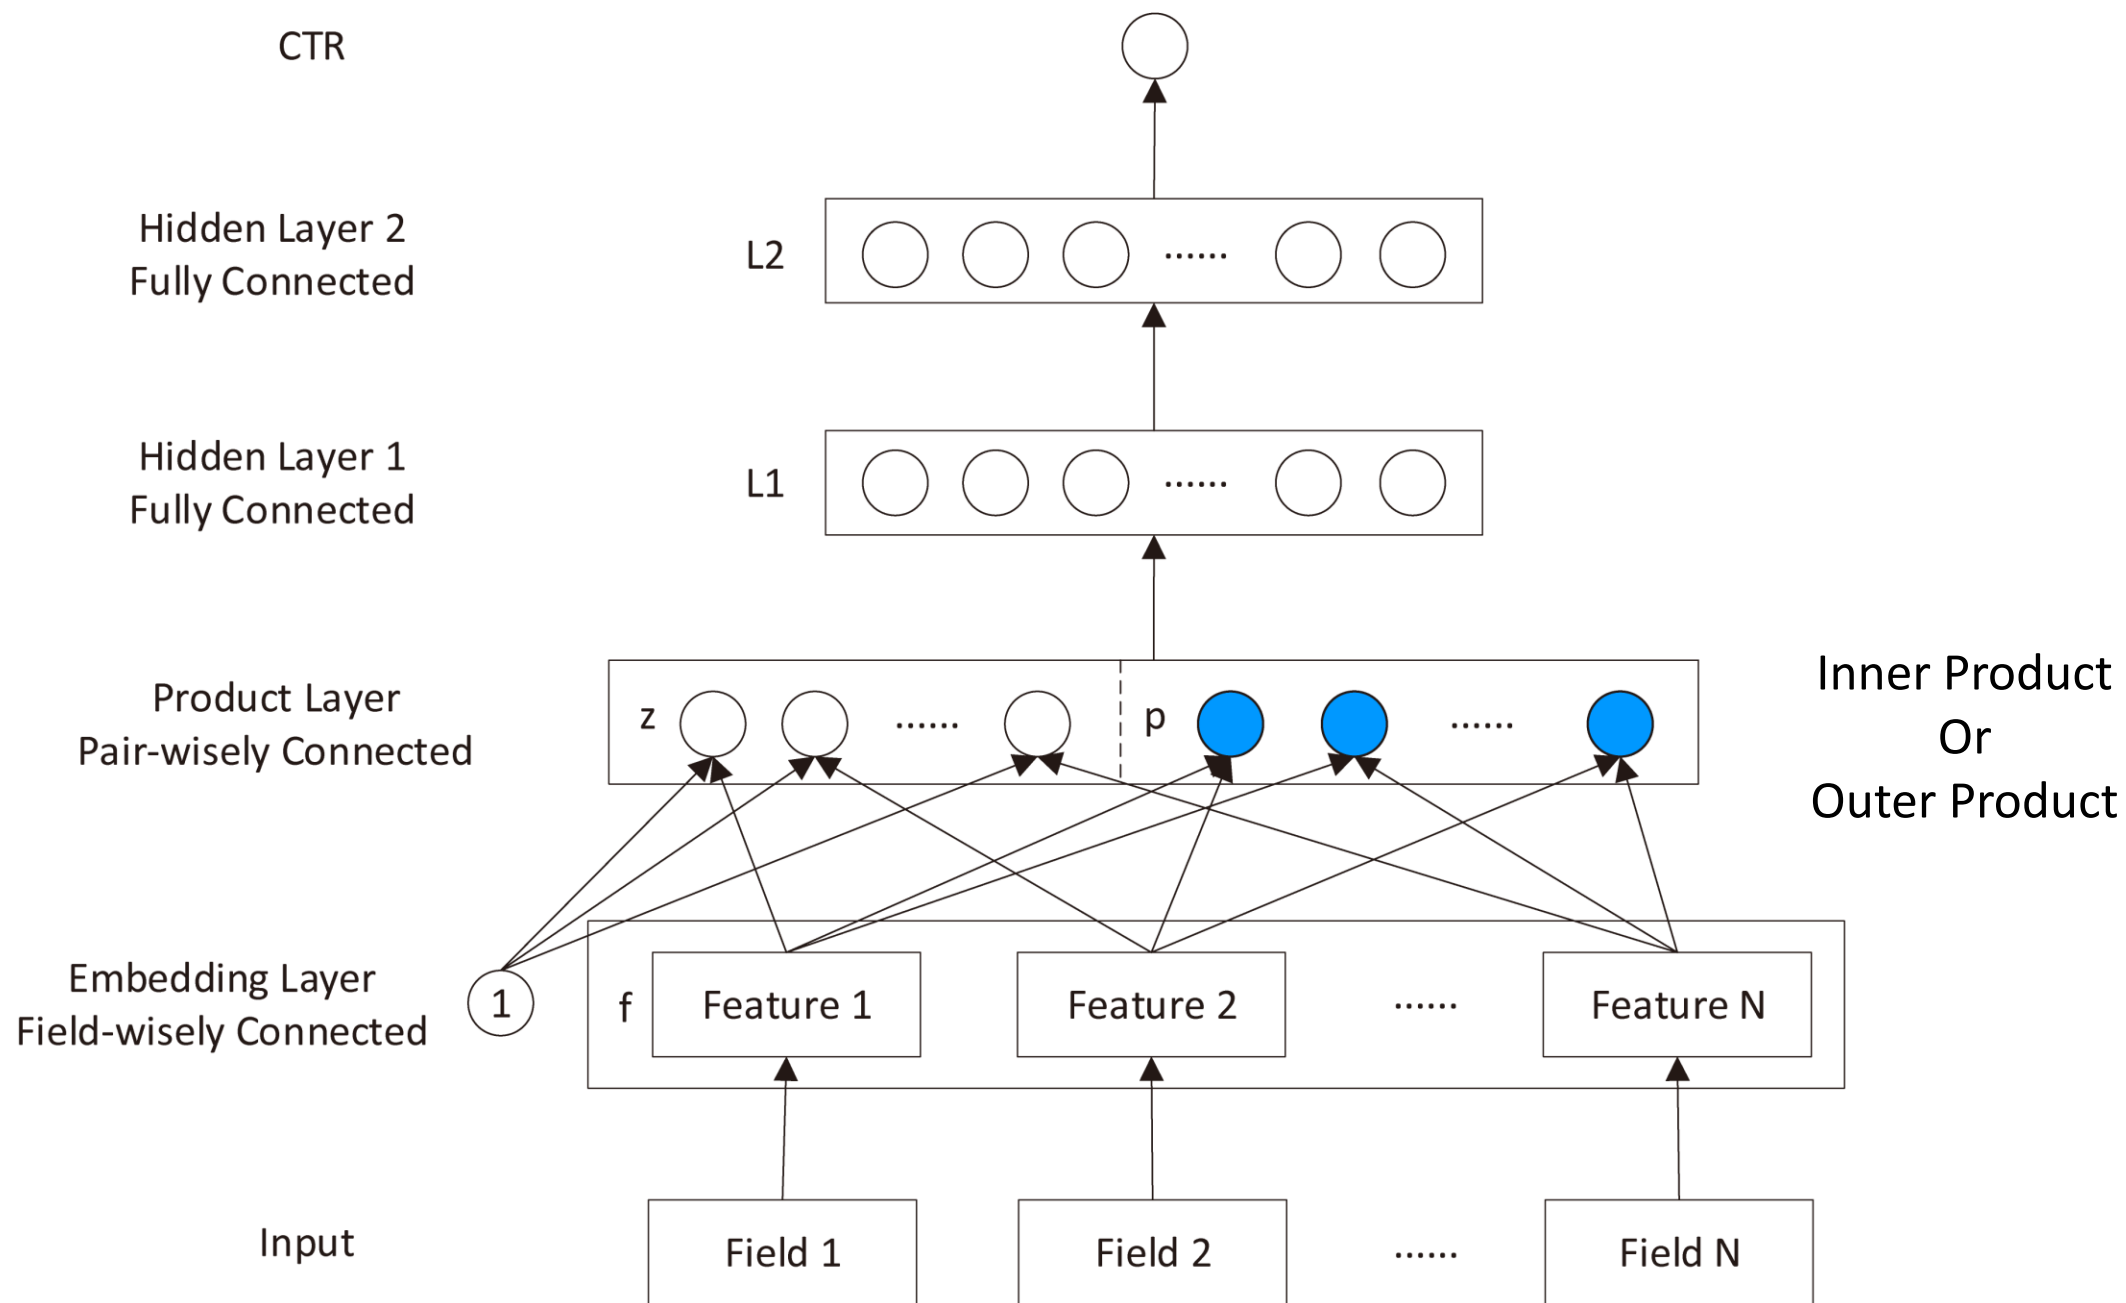 CTR
Hidden Layer 2
Fully Connected
L2
......
Hidden Layer 1
Fully Connected
L1
......
Product Layer
Pair-wisely Connected
z
......
p
......
Inner Product
Or
Outer Product
Embedding Layer
Field-wisely Connected
1
f
Feature 1
Feature 2
......
Feature N
Input
Field 1
Field 2
......
Field N